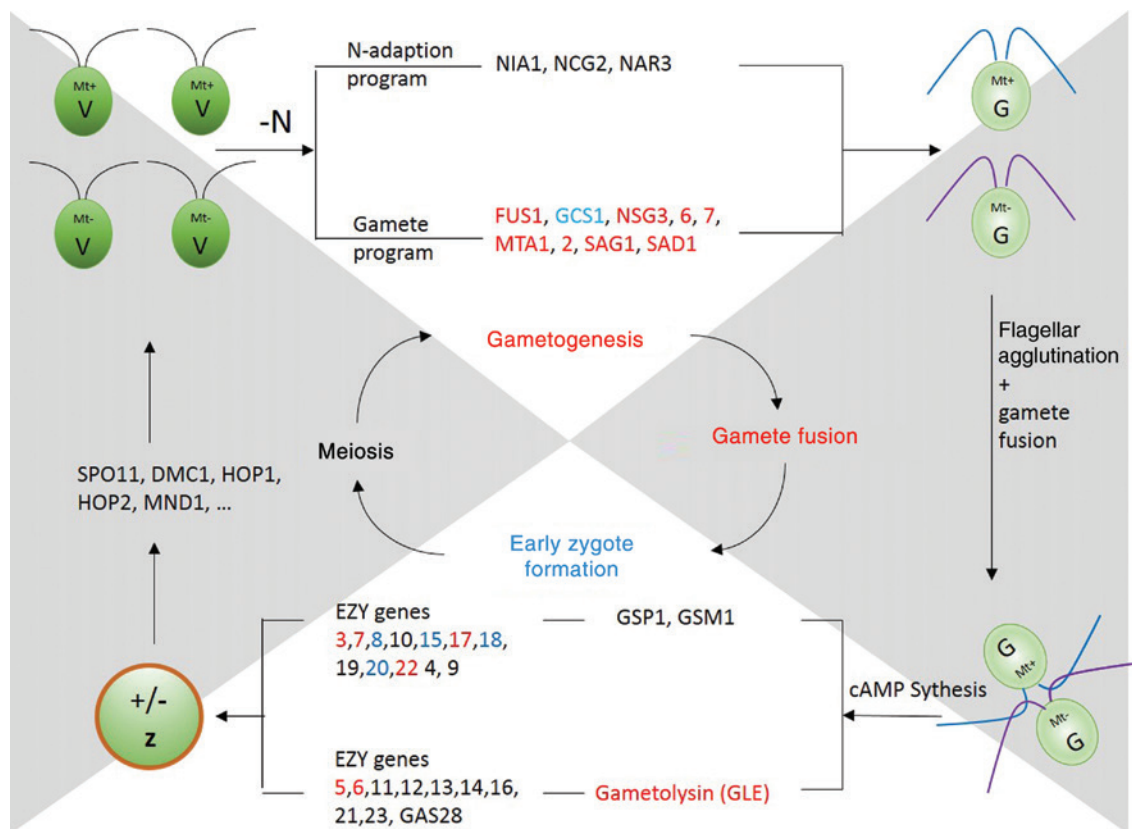 Mt+
V
Mt+
V
Mt-
V
Mt-
V
-N
N-adaption
program
NIA1, NCG2, NAR3
Gamete
program
FUS1, GCS1, NSG3, 6, 7,
MTA1, 2, SAG1, SAD1
Mt+
G
Mt-
G
Flagellar
agglutination
+
gamete
fusion
Gametogenesis
Gamete fusion
Early zygote
formation
Meiosis
SPO11, DMC1, HOP1,
HOP2, MND1, ...
G
Mt+
Mt-
G
cAMP Sythesis
GSP1, GSM1
Gametolysin (GLE)
EZY genes
3,7,8,10,15,17,18,
19,20,22 4, 9
EZY genes
5,6,11,12,13,14,16,
21,23, GAS28
+/-
z